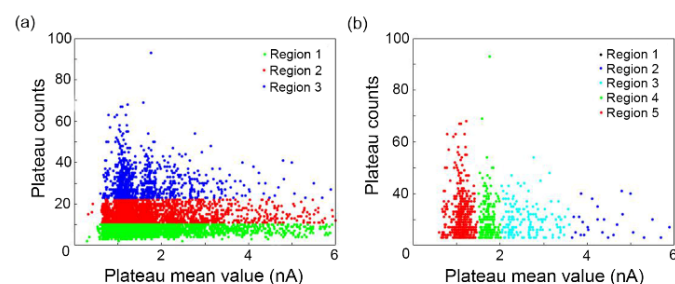 (a)
100
80
60
40
20
0
Plateau counts
Region 1
Region 2
Region 3
2
4
6
Plateau mean value (nA)
(b)
100
80
60
40
0
Plateau counts
Region 1
Region 2
Region 3
Region 4
Region 5
0
2
4
6
Plateau mean value (nA)